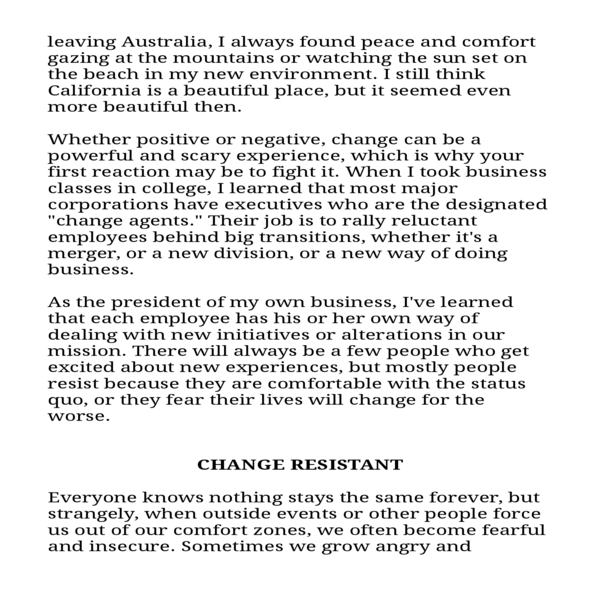 leaving Australia, I always found peace and comfort
gazing at the mountains or watching the sun set on
the beach in my new environment. I still think
California is a beautiful place, but it seemed even
more beautiful then.
Whether positive or negative, change can be a
powerful and scary experience, which is why your
first reaction may be to fight it. When I took business
classes in college, I learned that most major
corporations have executives who are the designated
"change agents." Their job is to rally reluctant
employees behind big transitions, whether it's a
merger, or a new division, or a new way of doing
business.
As the president of my own business, I've learned
that each employee has his or her own way of
dealing with new initiatives or alterations in our
mission. There will always be a few people who get
excited about new experiences, but mostly people
resist because they are comfortable with the status
quo, or they fear their lives will change for the
worse.
CHANGE RESISTANT
Everyone knows nothing stays the same forever, but
strangely, when outside events or other people force
us out of our comfort zones, we often become fearful
and insecure. Sometimes we grow angry and